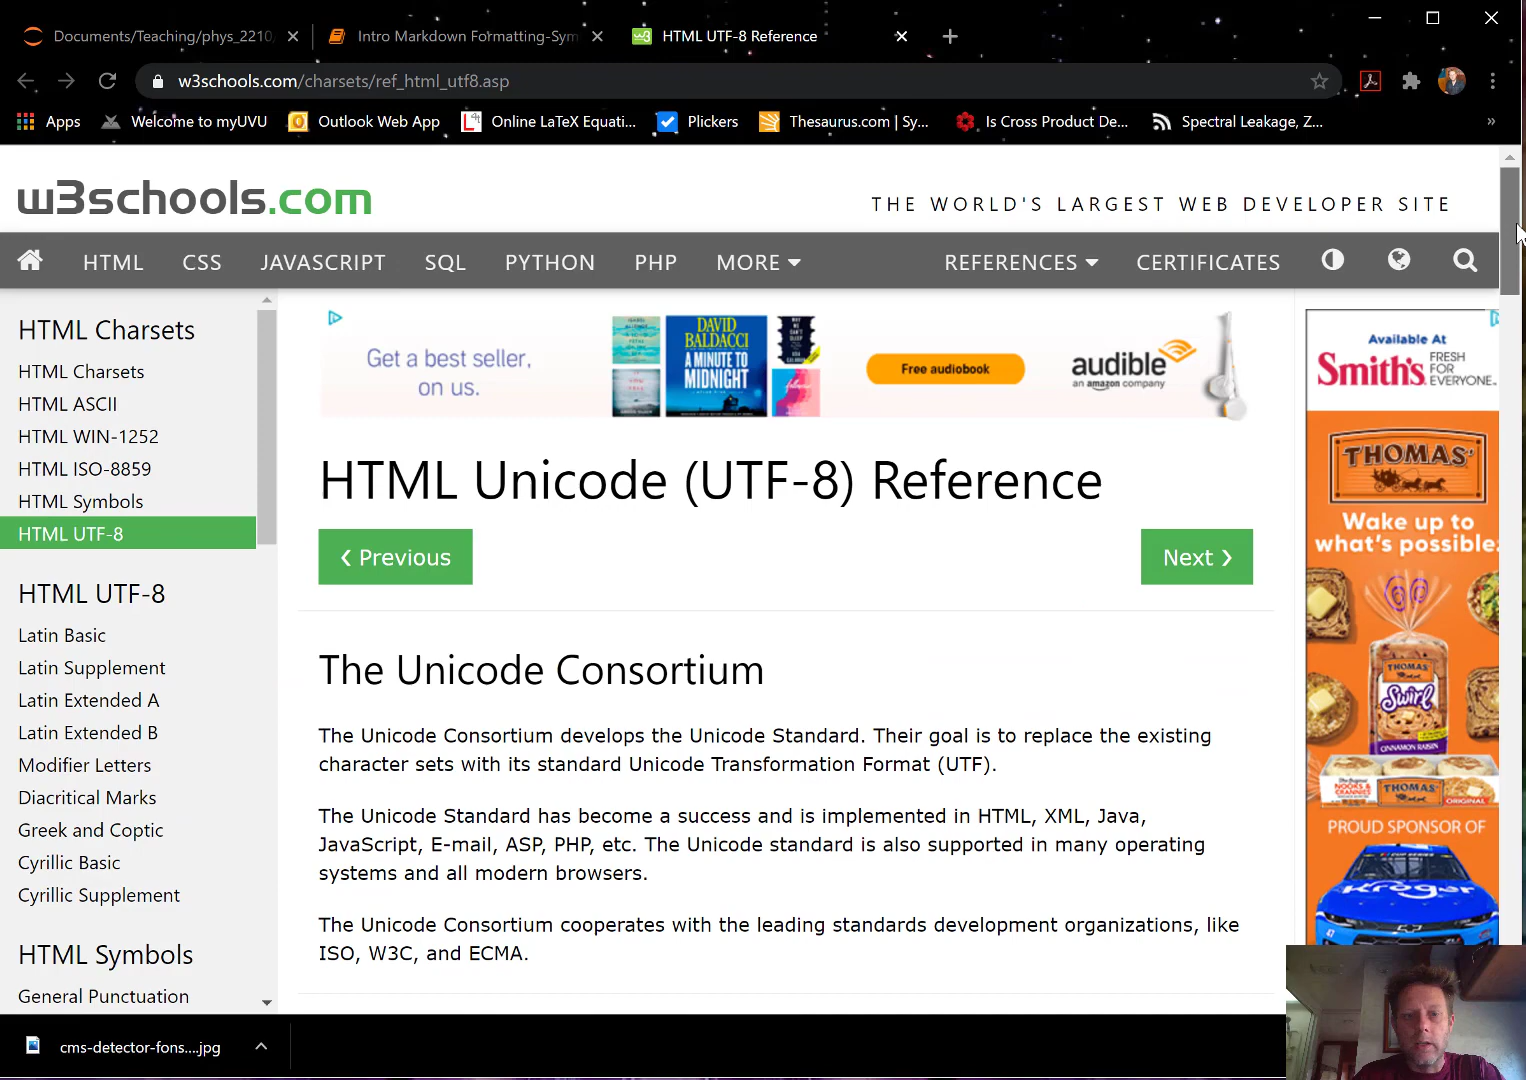 Documents/Teaching/phys_2210
Intro Markdown Formatting-Sym
HTML UTF-8 Reference
w3schools.com/charsets/ref_html_utf8.asp
Apps
Welcome to myUVU
Outlook Web App
Online LaTeX Equati...
Plickers
Thesaurus.com | Sy...
Is Cross Product De...
Spectral Leakage, Z...
»
w3schools.com
THE WORLD'S LARGEST WEB DEVELOPER SITE
HTML
CSS
JAVASCRIPT
SQL
PYTHON
PHP
MORE
REFERENCES
CERTIFICATES
HTML Charsets
HTML Charsets
HTML ASCII
HTML WIN-1252
HTML ISO-8859
HTML Symbols
HTML UTF-8
HTML UTF-8
Latin Basic
Latin Supplement
Latin Extended A
Latin Extended B
Modifier Letters
Diacritical Marks
Greek and Coptic
Cyrillic Basic
Cyrillic Supplement
HTML Symbols
General Punctuation
Get a best seller,
on us.
DAVID
BALDACCI
A MINUTE TO
MIDNIGHT
Free audiobook
audible
an amazon company
HTML Unicode (UTF-8) Reference
❮ Previous
Next ❯
The Unicode Consortium
The Unicode Consortium develops the Unicode Standard. Their goal is to replace the existing
character sets with its standard Unicode Transformation Format (UTF).
The Unicode Standard has become a success and is implemented in HTML, XML, Java,
JavaScript, E-mail, ASP, PHP, etc. The Unicode standard is also supported in many operating
systems and all modern browsers.
The Unicode Consortium cooperates with the leading standards development organizations, like
ISO, W3C, and ECMA.
Available At
Smith's
FRESH
FOR
EVERYONE.
THOMAS'
Wake up to
what's possible
THOMAS'
Swirl
CINNAMON RAISIN
NOOKS &
CRANNIES
THOMAS'
ORIGINAL
PROUD SPONSOR OF
Kroger
47
cms-detector-fons....jpg